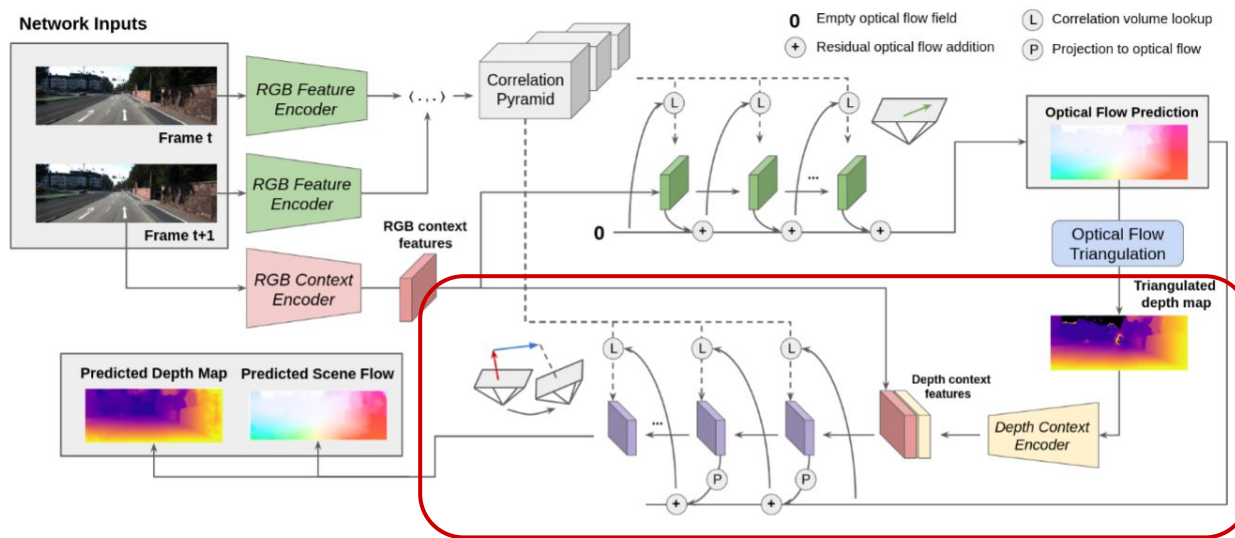 Network Inputs
Frame t
Frame t+1
RGB Feature
Encoder
RGB Feature
Encoder
RGB Context
Encoder
⟨ . , . ⟩
Correlation
Pyramid
RGB context
features
0 Empty optical flow field
+ Residual optical flow addition
L Correlation volume lookup
P Projection to optical flow
L
L
L
...
0
+
+
+
Optical Flow Prediction
Optical Flow
Triangulation
Triangulated
depth map
Predicted Depth Map
Predicted Scene Flow
L
L
L
...
P
P
+
+
Depth context
features
Depth Context
Encoder